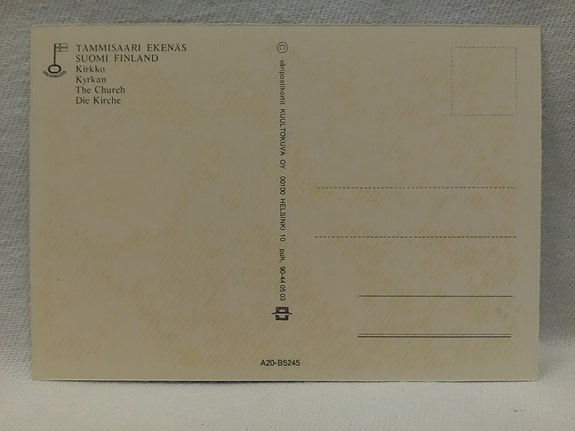 TAMMISAARI EKENÄS
SUOMI FINLAND
Kirkko
Kyrkan
The Church
Die Kirche
© väripostikortit KUULTOKUVA OY 00100 HELSINKI 10 puh. 90-44 05 03
A20-B5245